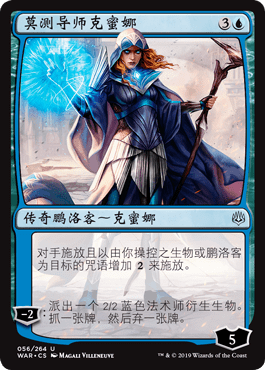 莫测导师克蜜娜 3
传奇鹏洛客～克蜜娜
对手施放且以由你操控之生物或鹏洛客
为目标的咒语增加 2 来施放。
-2：派出一个 2/2 蓝色法术师衍生生物。
抓一张牌，然后弃一张牌。
5
056/264 U
WAR • CS MAGALI VILLENEUVE
™ & © 2019 Wizards of the Coast